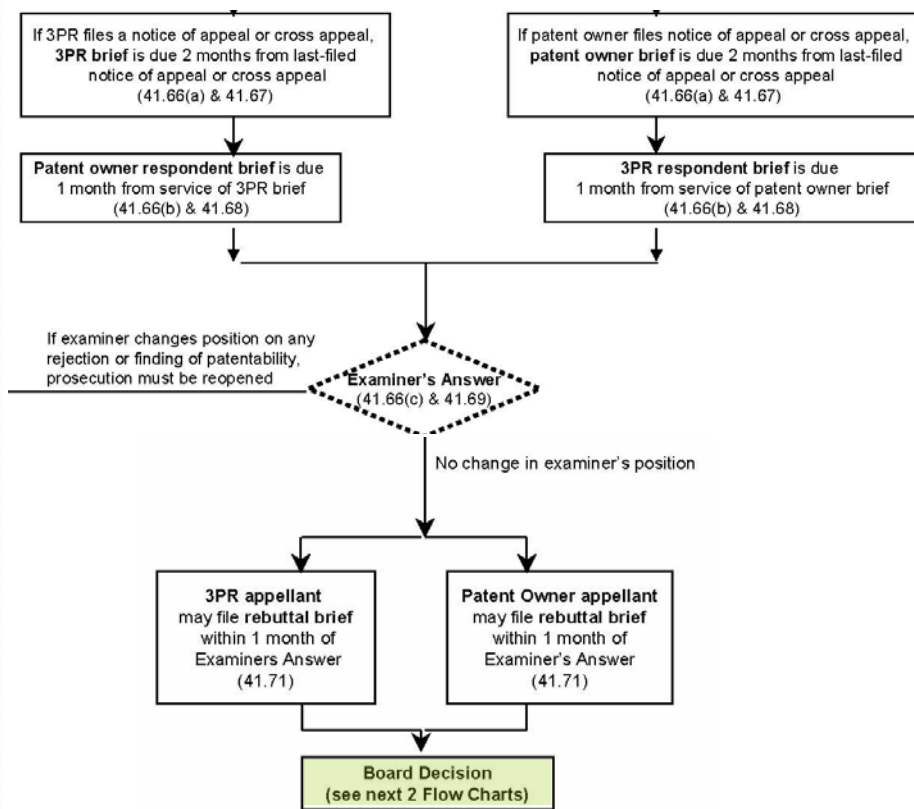 If 3PR files a notice of appeal or cross appeal,
3PR brief is due 2 months from last-filed
notice of appeal or cross appeal
(41.66(a) & 41.67)
If patent owner files notice of appeal or cross appeal,
patent owner brief is due 2 months from last-filed
notice of appeal or cross appeal
(41.66(a) & 41.67)
Patent owner respondent brief is due
1 month from service of 3PR brief
(41.66(b) & 41.68)
3PR respondent brief is due
1 month from service of patent owner brief
(41.66(b) & 41.68)
If examiner changes position on any
rejection or finding of patentability,
prosecution must be reopened
Examiner's Answer
(41.66(c) & 41.69)
No change in examiner's position
3PR appellant
may file rebuttal brief
within 1 month of
Examiners Answer
(41.71)
Patent Owner appellant
may file rebuttal brief
within 1 month of
Examiner's Answer
(41.71)
Board Decision
(see next 2 Flow Charts)